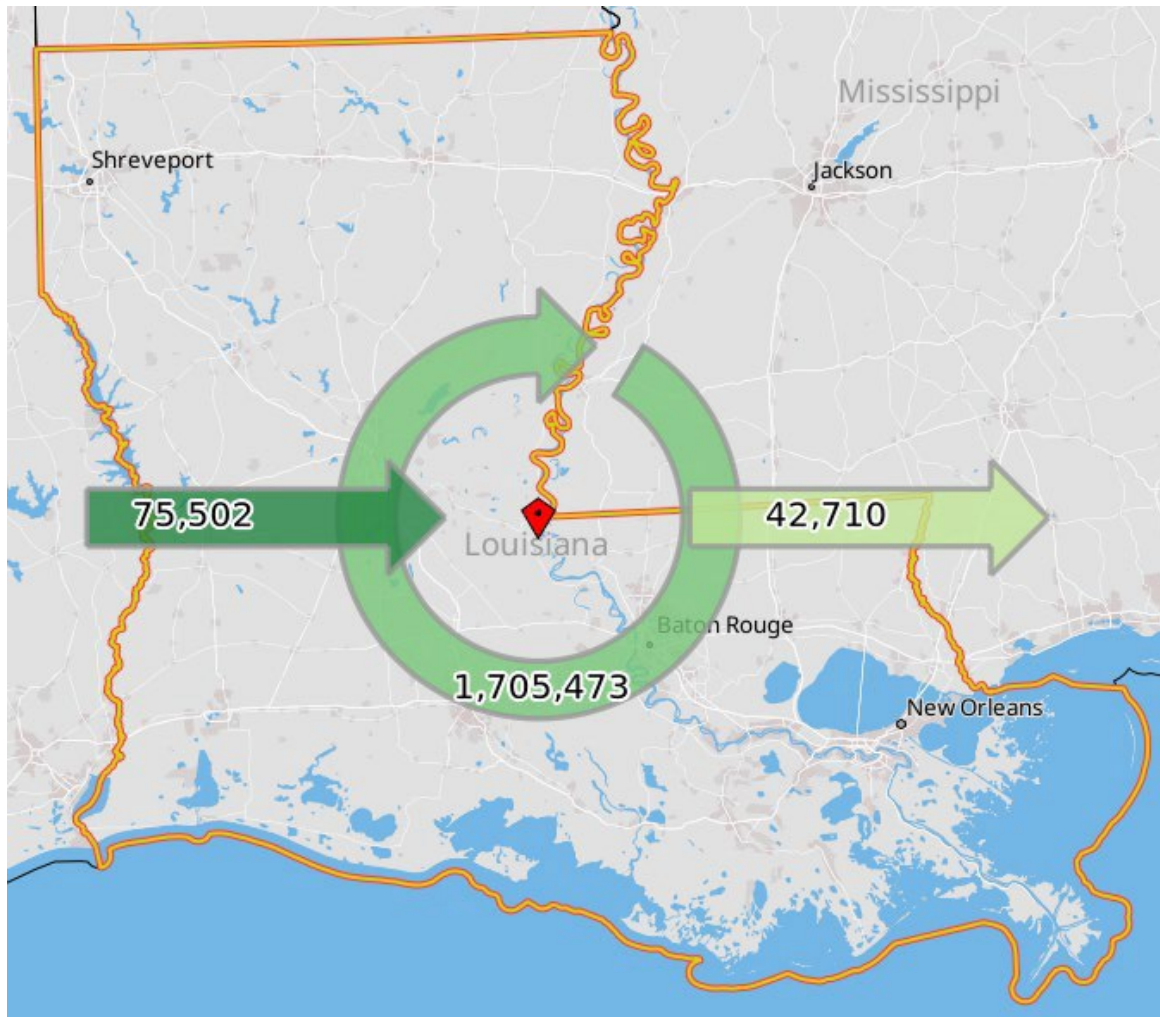 Mississippi
Shreveport
Jackson
75,502
42,710
Louisiana
Baton Rouge
1,705,473
New Orleans